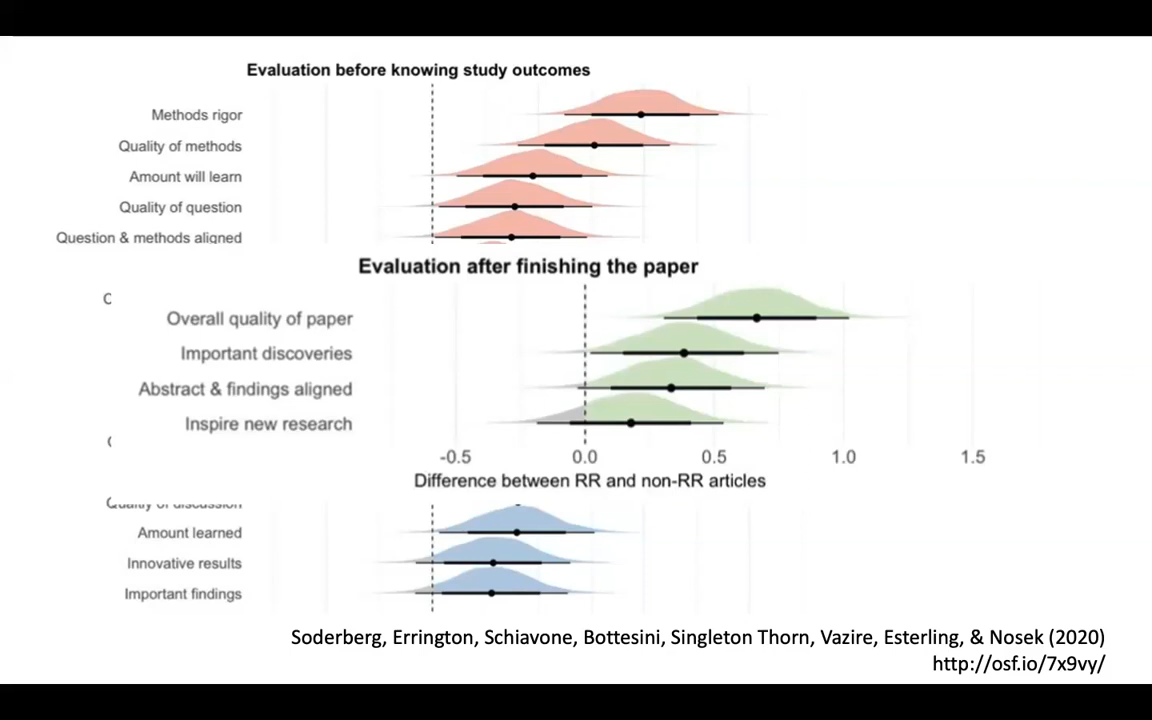 Evaluation before knowing study outcomes
Methods rigor
Quality of methods
Amount will learn
Quality of question
Question & methods aligned
Evaluation after finishing the paper
Overall quality of paper
Important discoveries
Abstract & findings aligned
Inspire new research
-0.5 0.0 0.5 1.0 1.5
Difference between RR and non-RR articles
Quality of discussion
Amount learned
Innovative results
Important findings
Soderberg, Errington, Schiavone, Bottesini, Singleton Thorn, Vazire, Esterling, & Nosek (2020)
http://osf.io/7x9vy/